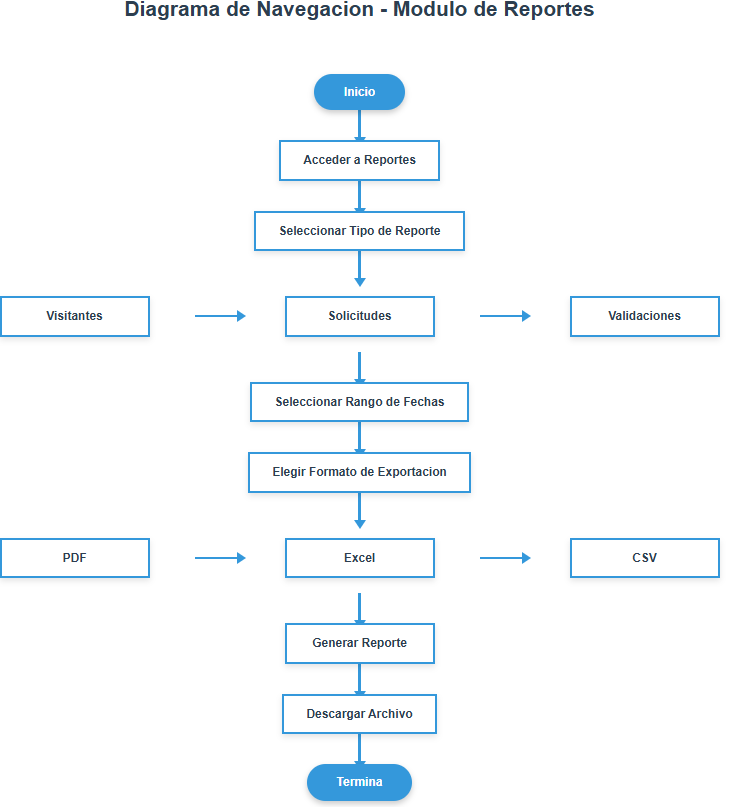 Diagrama de Navegacion - Modulo de Reportes
Inicio
Acceder a Reportes
Seleccionar Tipo de Reporte
Visitantes
Solicitudes
Validaciones
Seleccionar Rango de Fechas
Elegir Formato de Exportacion
PDF
Excel
CSV
Generar Reporte
Descargar Archivo
Termina